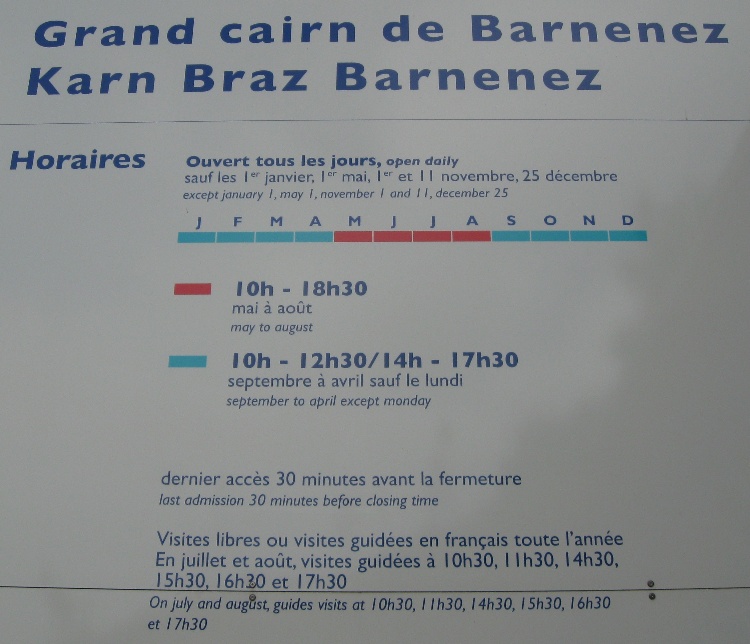 Grand cairn de Barnenez
Karn Braz Barnenez
Horaires
Ouvert tous les jours, open daily
sauf les 1er janvier, 1er mai, 1er et 11 novembre, 25 décembre
except january 1, may 1, november 1 and 11, december 25
J F M A M J J A S O N D
10h - 18h30
mai à août
may to august
10h - 12h30/14h - 17h30
septembre à avril sauf le lundi
september to april except monday
dernier accès 30 minutes avant la fermeture
last admission 30 minutes before closing time
Visites libres ou visites guidées en français toute l'année
En juillet et août, visites guidées à 10h30, 11h30, 14h30,
15h30, 16h30 et 17h30
On july and august, guides visits at 10h30, 11h30, 14h30, 15h30, 16h30
et 17h30